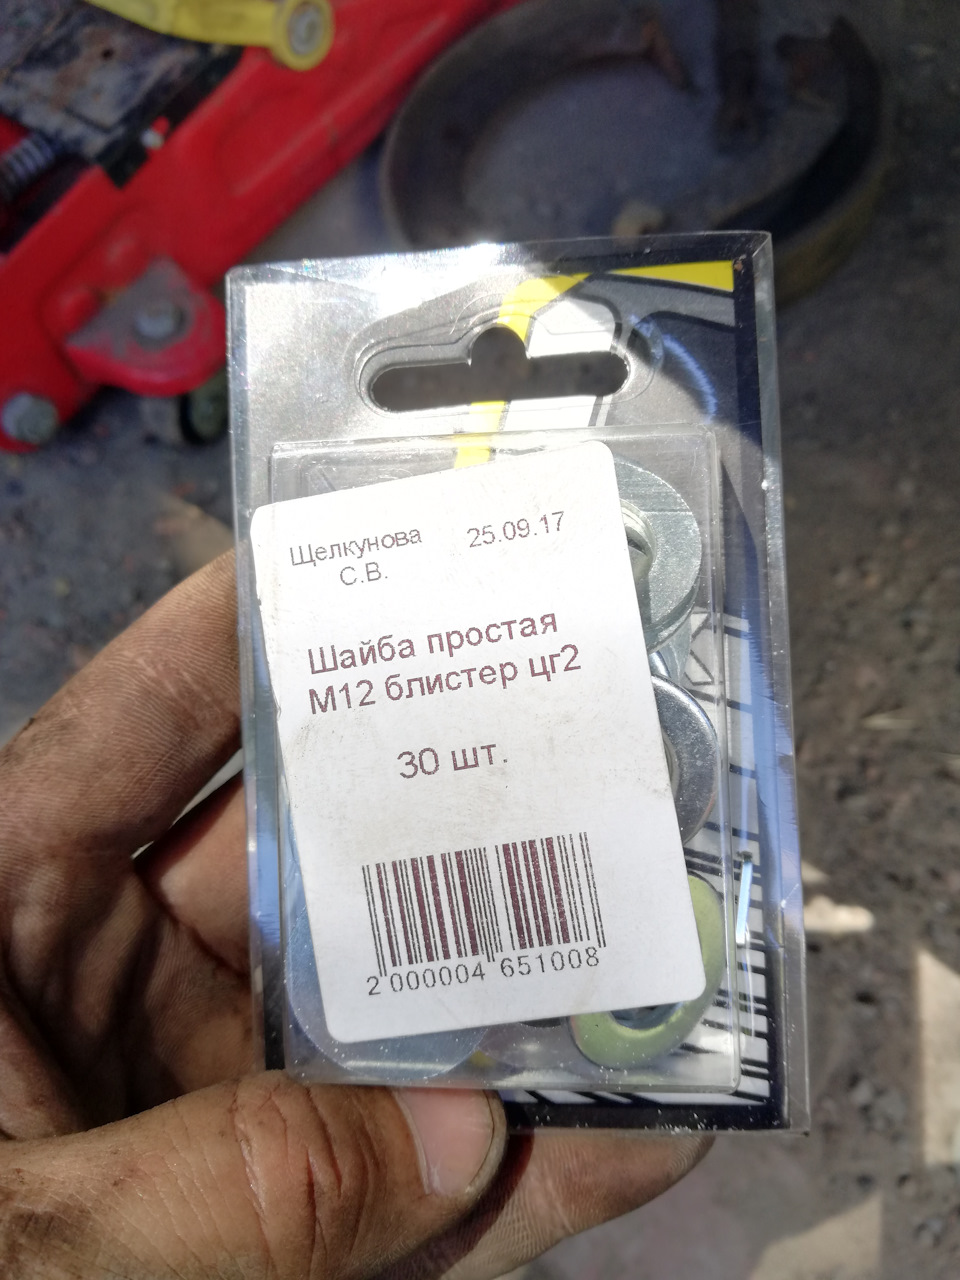 Щелкунова 25.09.17
С.В.
Шайба простая
М12 блистер цг2
30 шт.
2 000004 651008